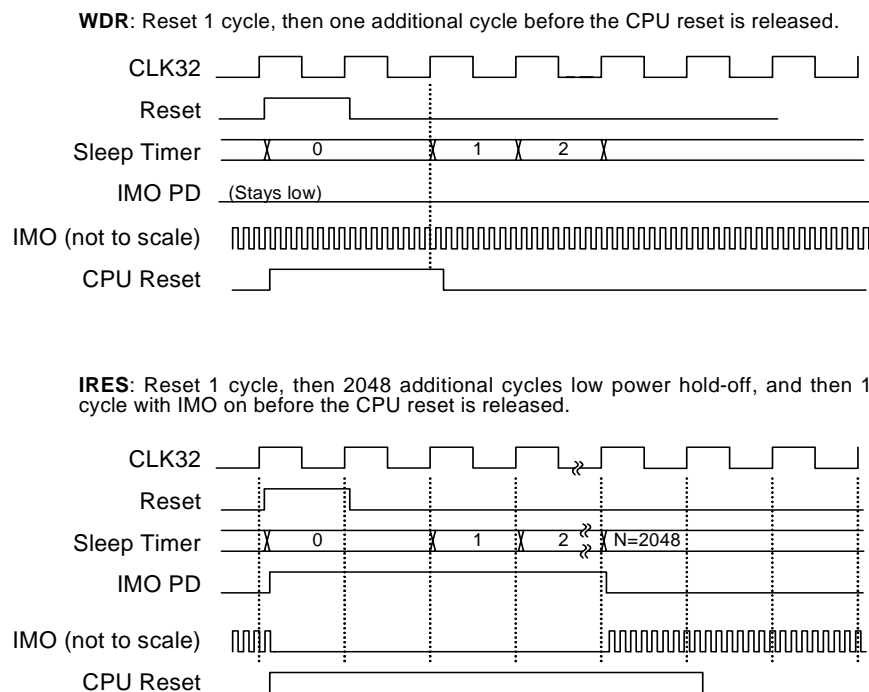 WDR: Reset 1 cycle, then one additional cycle before the CPU reset is released.
CLK32
Reset
Sleep Timer
0
1
2
IMO PD
(Stays low)
IMO (not to scale)
CPU Reset
IRES: Reset 1 cycle, then 2048 additional cycles low power hold-off, and then 1
cycle with IMO on before the CPU reset is released.
CLK32
Reset
Sleep Timer
0
1
2
N=2048
IMO PD
IMO (not to scale)
CPU Reset